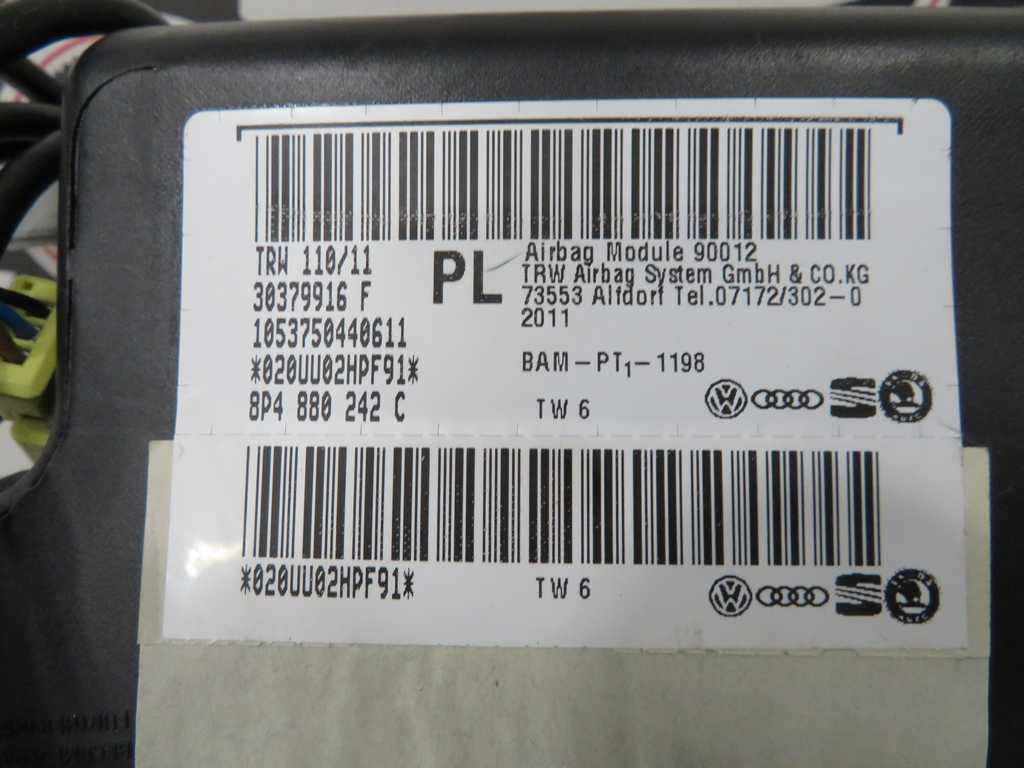 TRW 110/11
30379916 F
1053750440611
*020UU02HPF91*
8P4 880 242 C
PL
Airbag Module 90012
TRW Airbag System GmbH & CO.KG
73553 Alfdorf Tel.07172/302-0
2011
BAM-PT1-1198
TW 6
*020UU02HPF91*
TW 6